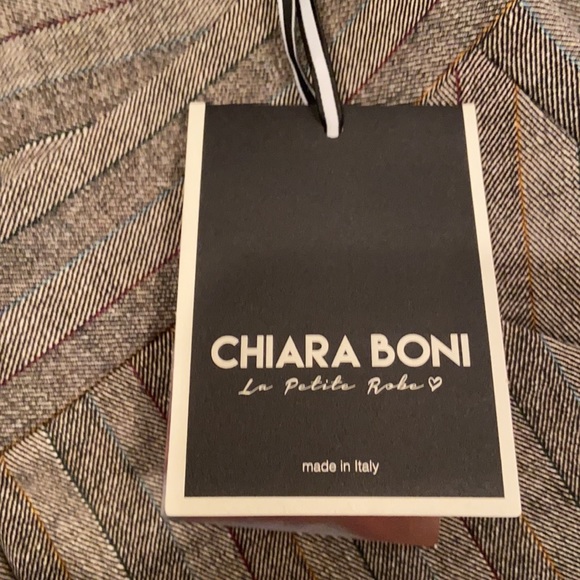 CHIARA BONI
La Petite Robe ♡
made in Italy